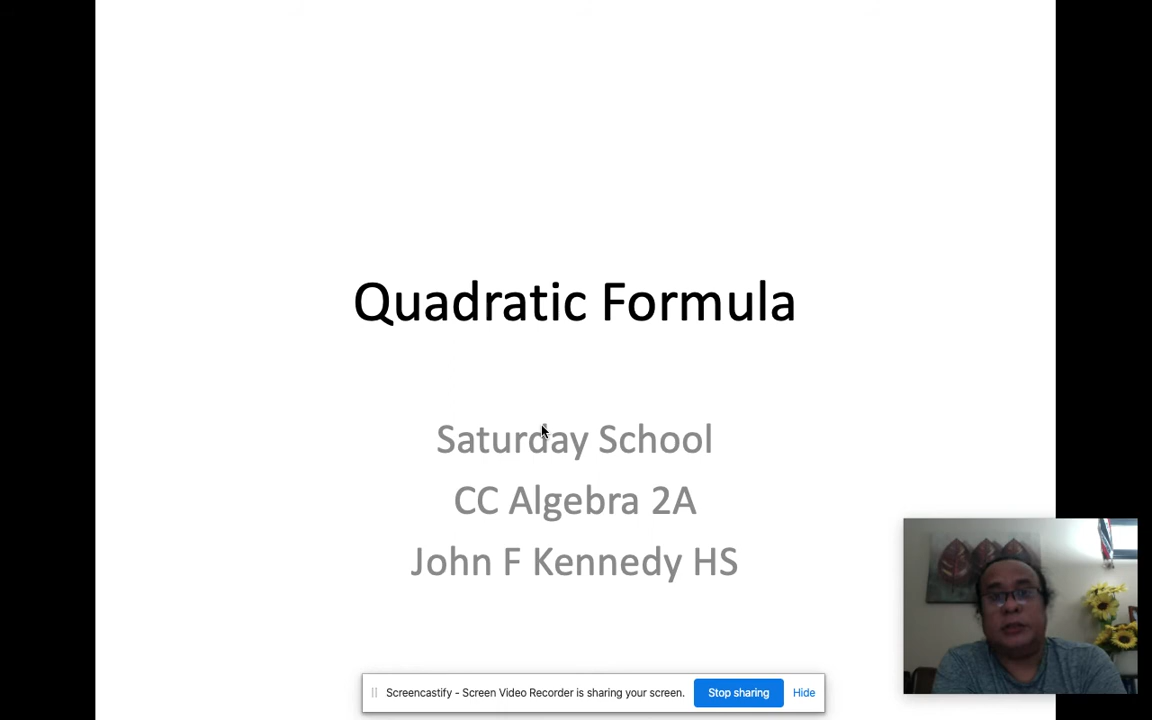 Quadratic Formula
Saturday School
CC Algebra 2A
John F Kennedy HS
Screencastify - Screen Video Recorder is sharing your screen.
Stop sharing
Hide